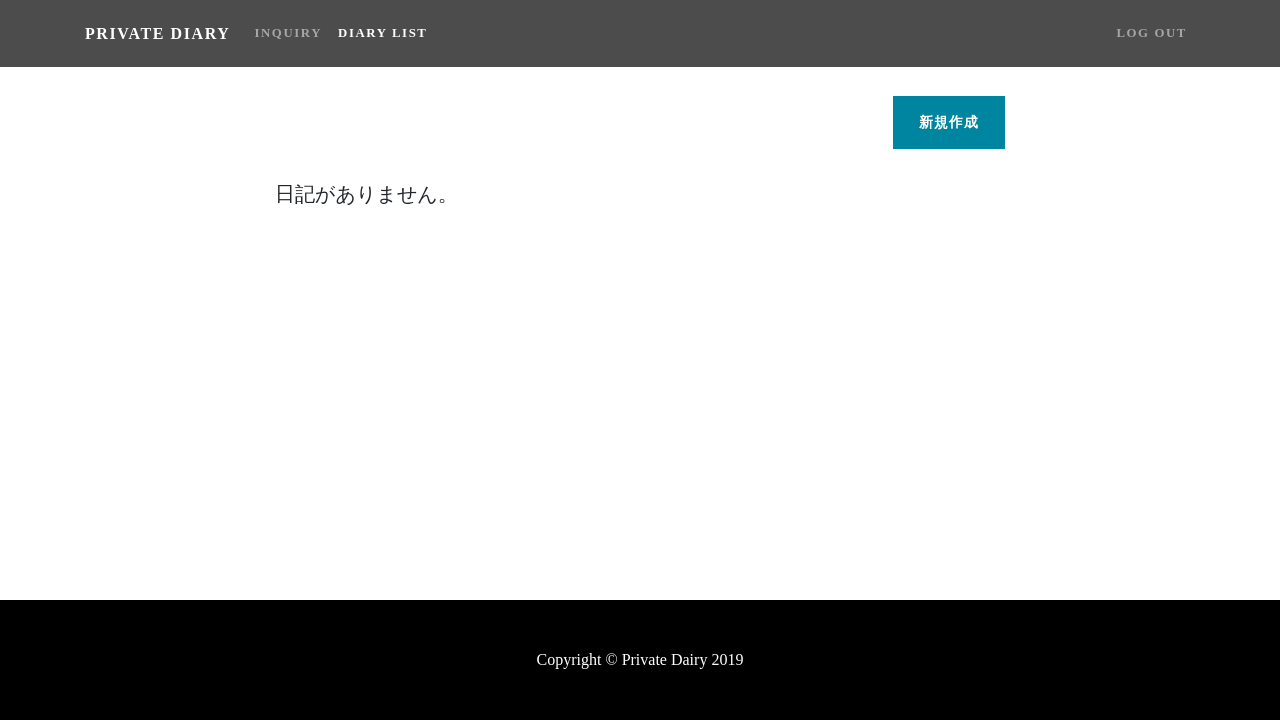 PRIVATE DIARY INQUIRY DIARY LIST LOG OUT
新規作成
日記がありません。
Copyright © Private Dairy 2019